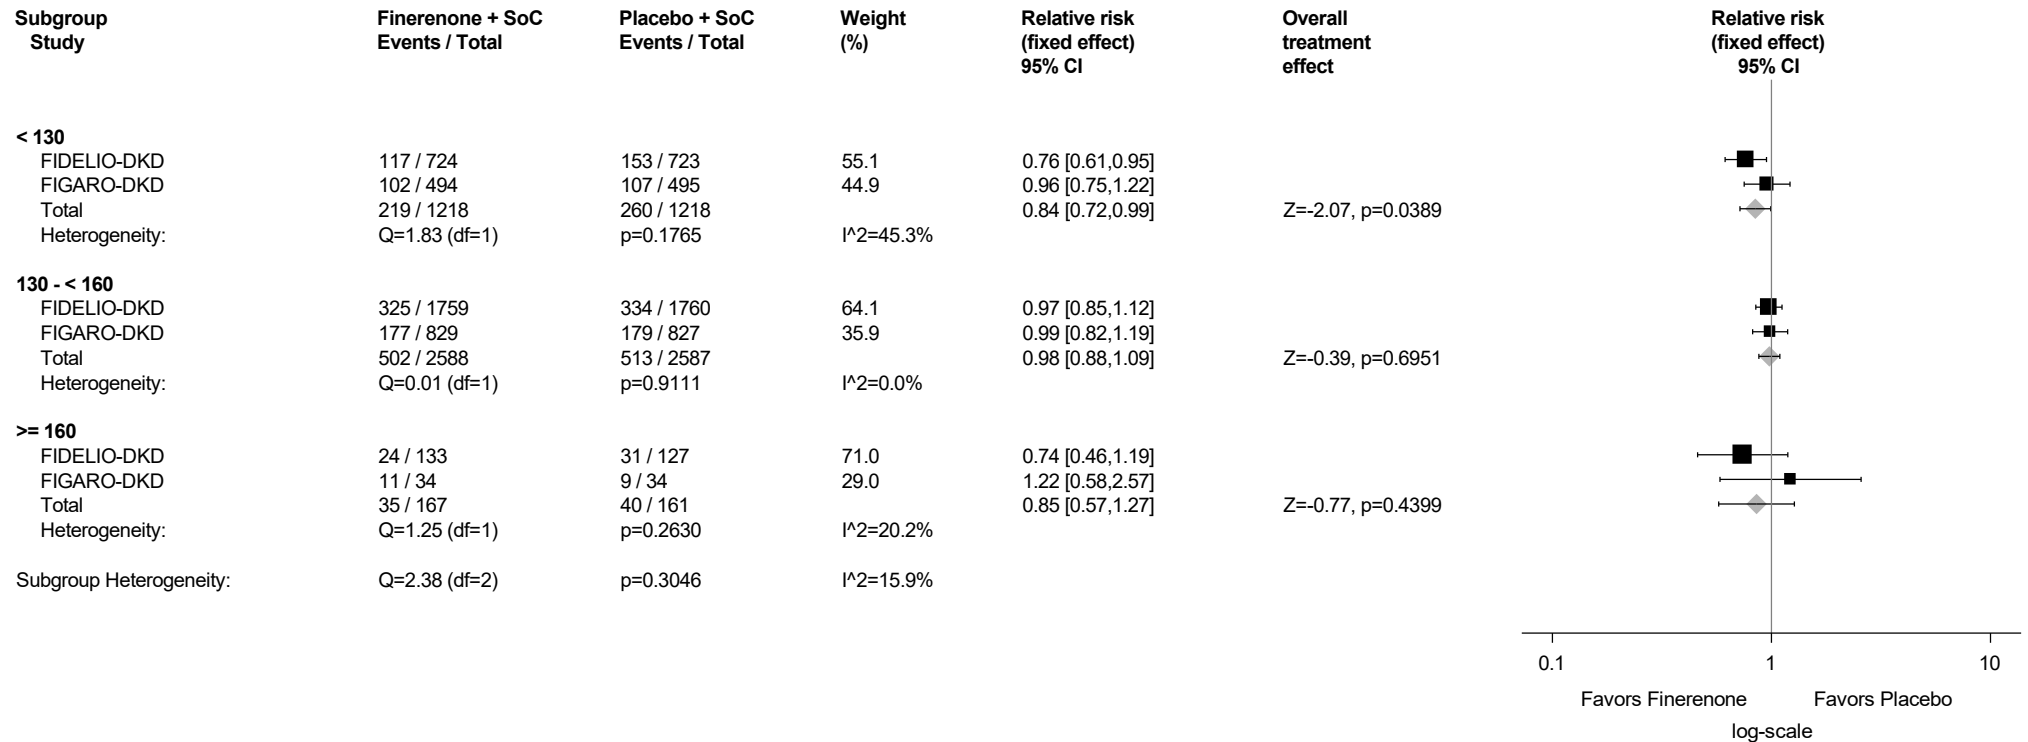 Subgroup Finerenone + SoC Placebo + SoC Weight Relative risk Overall Relative risk
Study Events / Total Events / Total (%) (fixed effect) treatment (fixed effect)
95% CI effect 95% CI
< 130
FIDELIO-DKD 117 / 724 153 / 723 55.1 0.76 [0.61,0.95]
FIGARO-DKD 102 / 494 107 / 495 44.9 0.96 [0.75,1.22]
Total 219 / 1218 260 / 1218 0.84 [0.72,0.99] Z=-2.07, p=0.0389
Heterogeneity: Q=1.83 (df=1) p=0.1765 I^2=45.3%
130 - < 160
FIDELIO-DKD 325 / 1759 334 / 1760 64.1 0.97 [0.85,1.12]
FIGARO-DKD 177 / 829 179 / 827 35.9 0.99 [0.82,1.19]
Total 502 / 2588 513 / 2587 0.98 [0.88,1.09] Z=-0.39, p=0.6951
Heterogeneity: Q=0.01 (df=1) p=0.9111 I^2=0.0%
>= 160
FIDELIO-DKD 24 / 133 31 / 127 71.0 0.74 [0.46,1.19]
FIGARO-DKD 11 / 34 9 / 34 29.0 1.22 [0.58,2.57]
Total 35 / 167 40 / 161 0.85 [0.57,1.27] Z=-0.77, p=0.4399
Heterogeneity: Q=1.25 (df=1) p=0.2630 I^2=20.2%
Subgroup Heterogeneity: Q=2.38 (df=2) p=0.3046 I^2=15.9%
0.1 1 10
Favors Finerenone Favors Placebo
log-scale